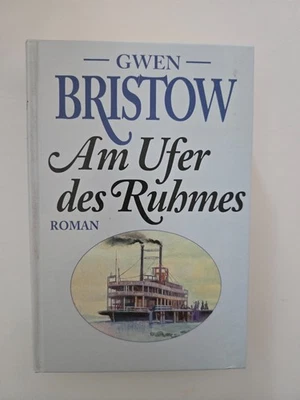 — GWEN —
BRISTOW
Am Ufer
des Ruhmes
ROMAN